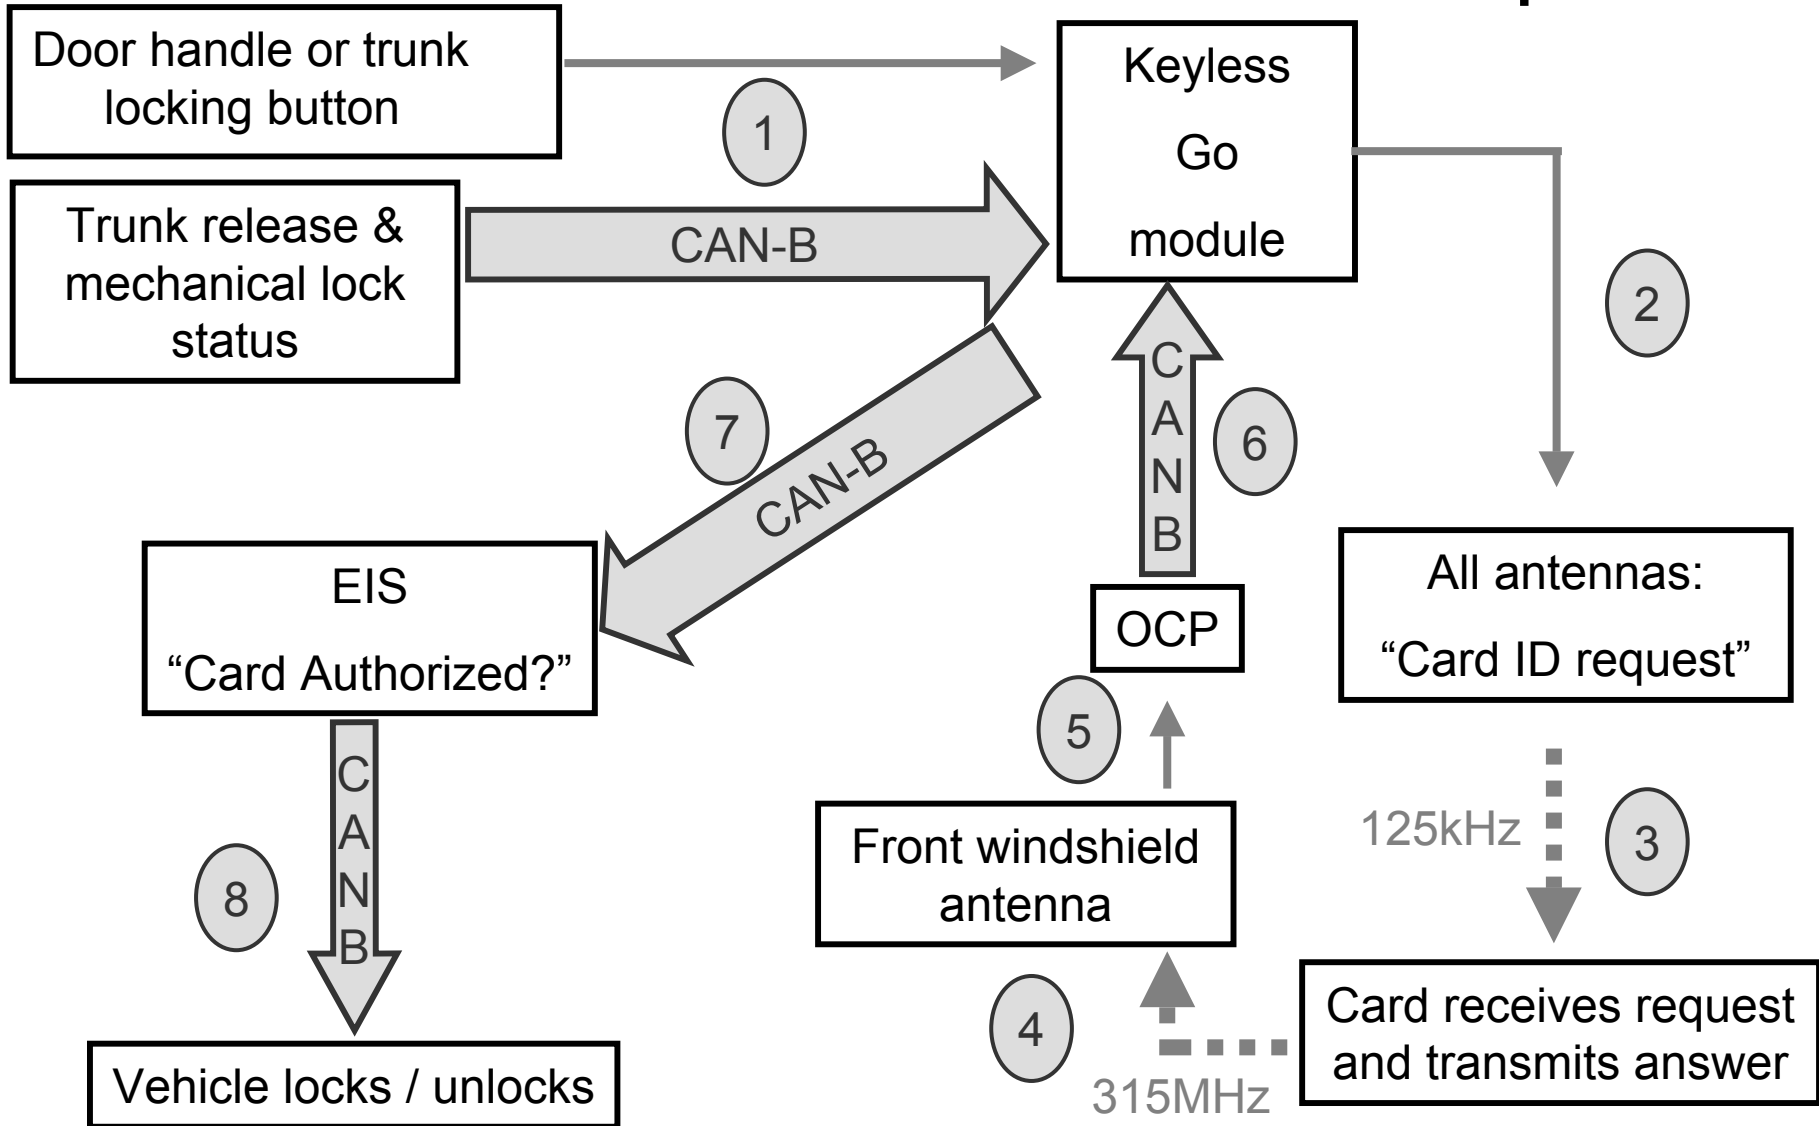 Door handle or trunk
locking button
Keyless
Go
module
1
Trunk release &
mechanical lock
status
CAN-B
2
7
CAN-B
C
A
N
B
6
EIS
“Card Authorized?”
OCP
All antennas:
“Card ID request”
5
C
A
N
B
8
Front windshield
antenna
125kHz
3
4
315MHz
Card receives request
and transmits answer
Vehicle locks / unlocks